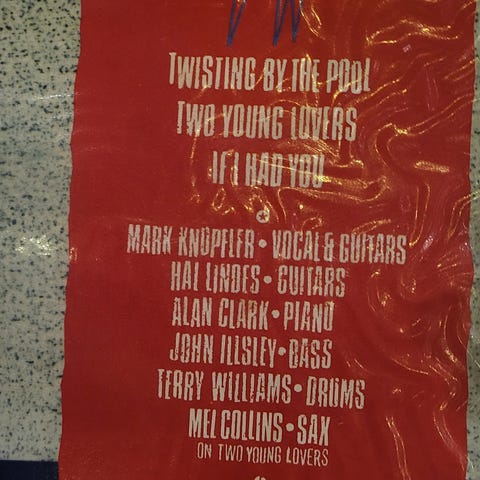 TWISTING BY THE POOL
TWO YOUNG LOVERS
IF I HAD YOU
MARK KNOPFLER • VOCAL & GUITARS
HAL LINDES • GUITARS
ALAN CLARK • PIANO
JOHN ILLSLEY • BASS
TERRY WILLIAMS • DRUMS
MEL COLLINS • SAX
ON TWO YOUNG LOVERS